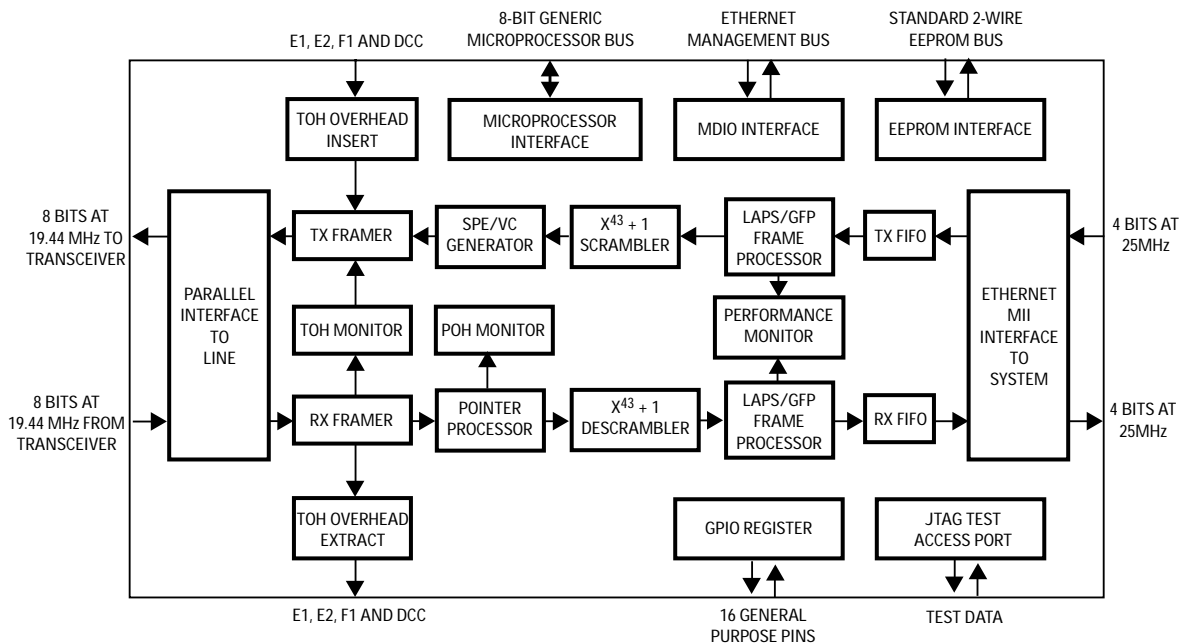 8-BIT GENERIC
MICROPROCESSOR BUS
ETHERNET
MANAGEMENT BUS
STANDARD 2-WIRE
EEPROM BUS
E1, E2, F1 AND DCC
TOH OVERHEAD
INSERT
MICROPROCESSOR
INTERFACE
MDIO INTERFACE
EEPROM INTERFACE
8 BITS AT
19.44 MHz TO
TRANSCEIVER
PARALLEL
INTERFACE
TO
LINE
TX FRAMER
SPE/VC
GENERATOR
X43 + 1
SCRAMBLER
LAPS/GFP
FRAME
PROCESSOR
TX FIFO
ETHERNET
MII
INTERFACE
TO
SYSTEM
4 BITS AT
25MHz
TOH MONITOR
POH MONITOR
PERFORMANCE
MONITOR
8 BITS AT
19.44 MHz FROM
TRANSCEIVER
RX FRAMER
POINTER
PROCESSOR
X43 + 1
DESCRAMBLER
LAPS/GFP
FRAME
PROCESSOR
RX FIFO
4 BITS AT
25MHz
TOH OVERHEAD
EXTRACT
GPIO REGISTER
JTAG TEST
ACCESS PORT
E1, E2, F1 AND DCC
16 GENERAL
PURPOSE PINS
TEST DATA